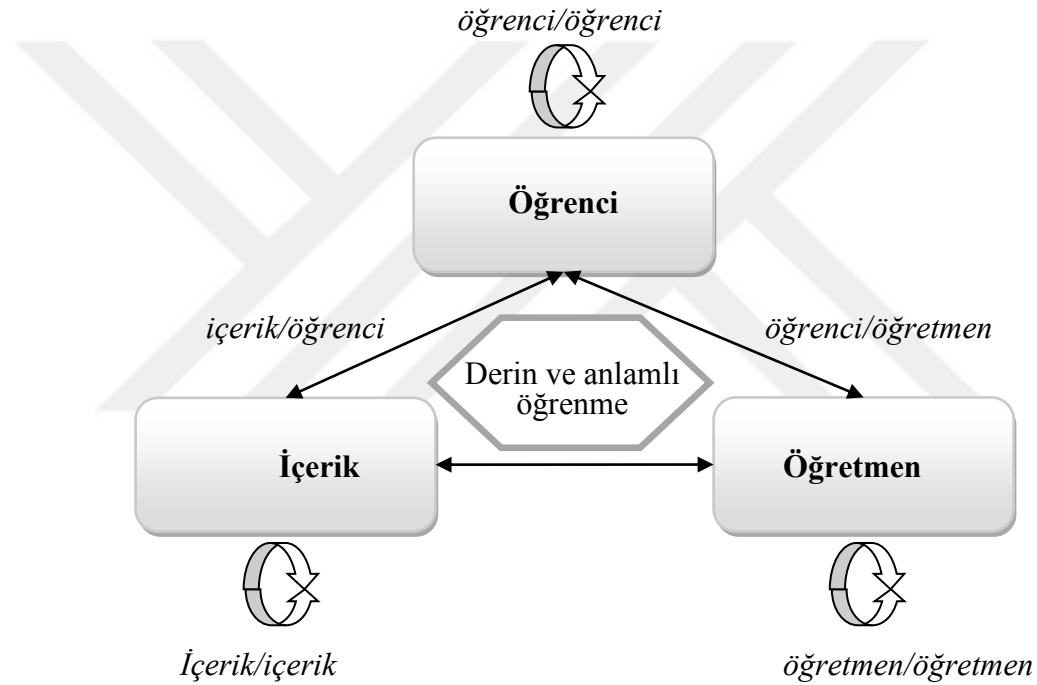 öğrenci/öğrenci
Öğrenci
içerik/öğrenci
öğrenci/öğretmen
Derin ve anlamlı
öğrenme
İçerik
Öğretmen
İçerik/içerik
öğretmen/öğretmen